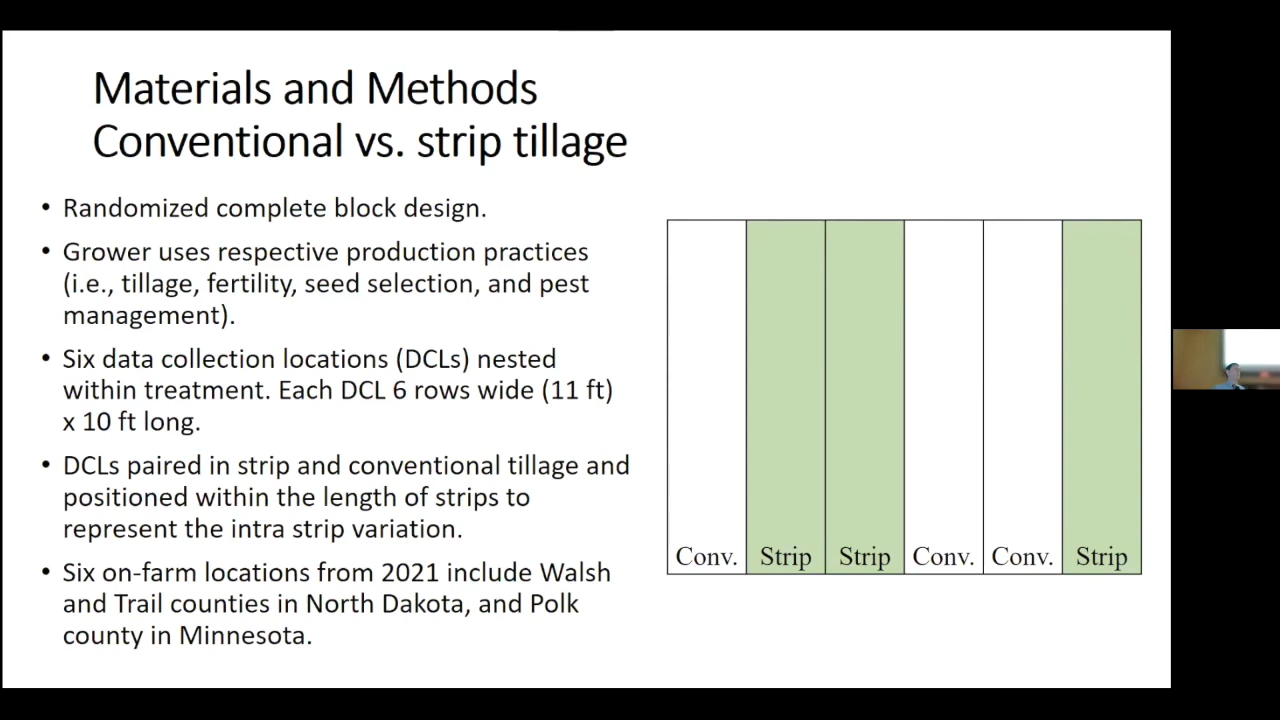 Materials and Methods
Conventional vs. strip tillage
• Randomized complete block design.
• Grower uses respective production practices
(i.e., tillage, fertility, seed selection, and pest
management).
• Six data collection locations (DCLs) nested
within treatment. Each DCL 6 rows wide (11 ft)
x 10 ft long.
• DCLs paired in strip and conventional tillage and
positioned within the length of strips to
represent the intra strip variation.
• Six on-farm locations from 2021 include Walsh
and Trail counties in North Dakota, and Polk
county in Minnesota.
Conv. Strip Strip Conv. Conv. Strip